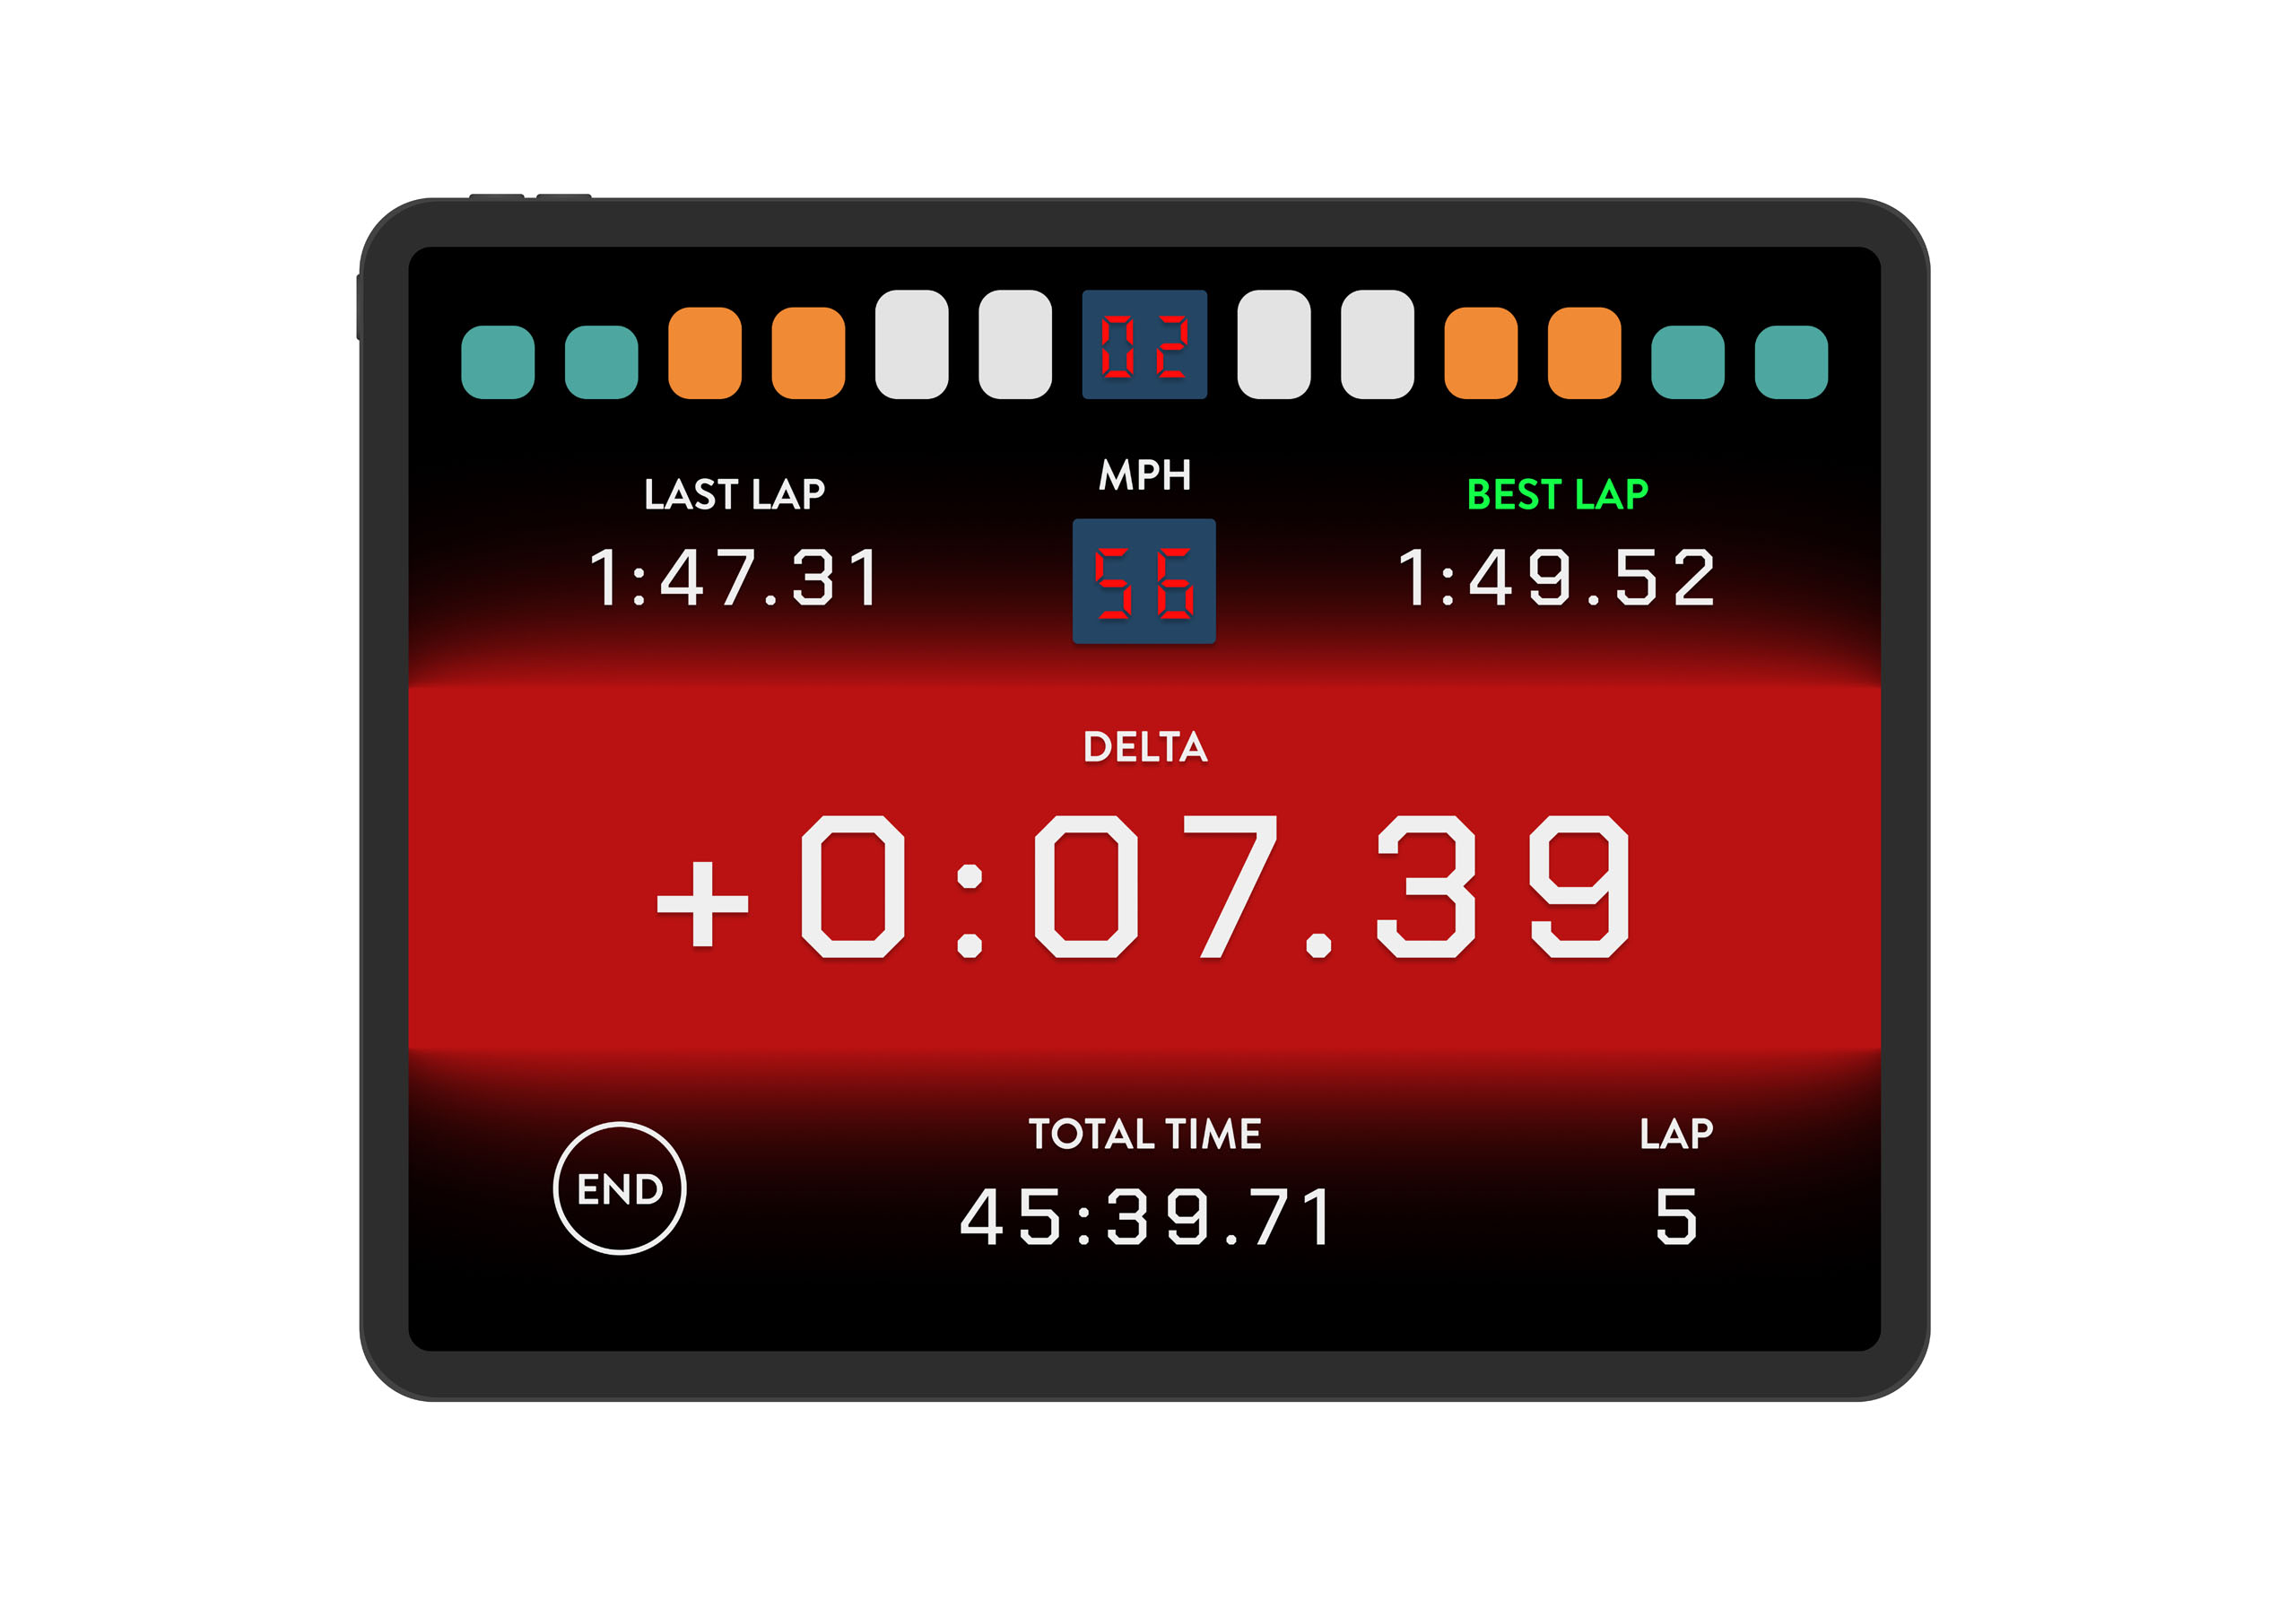 02
MPH
LAST LAP
BEST LAP
1:47.31
56
1:49.52
DELTA
+0:07.39
TOTAL TIME
LAP
END
45:39.71
5